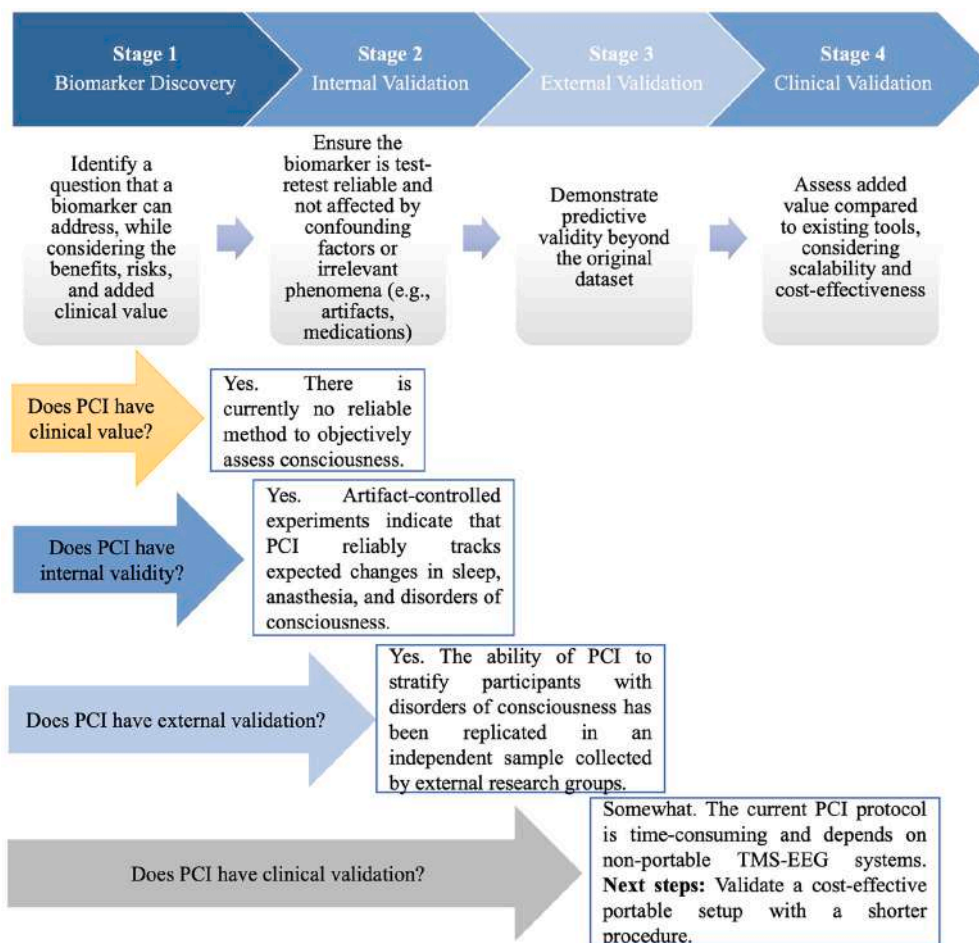 Stage 1
Biomarker Discovery
Stage 2
Internal Validation
Stage 3
External Validation
Stage 4
Clinical Validation
Identify a
question that a
biomarker can
address, while
considering the
benefits, risks,
and added
clinical value
Ensure the
biomarker is test-
retest reliable and
not affected by
confounding
factors or
irrelevant
phenomena (e.g.,
artifacts,
medications)
Demonstrate
predictive
validity beyond
the original
dataset
Assess added
value compared
to existing tools,
considering
scalability and
cost-effectiveness
Does PCI have
clinical value?
Yes. There is
currently no reliable
method to objectively
assess consciousness.
Does PCI have
internal validity?
Yes. Artifact-controlled
experiments indicate that
PCI reliably tracks
expected changes in sleep,
anasthesia, and disorders of
consciousness.
Does PCI have external validation?
Yes. The ability of PCI to
stratify participants with
disorders of consciousness has
been replicated in an
independent sample collected
by external research groups.
Does PCI have clinical validation?
Somewhat. The current PCI protocol
is time-consuming and depends on
non-portable TMS-EEG systems.
Next steps: Validate a cost-effective
portable setup with a shorter
procedure.